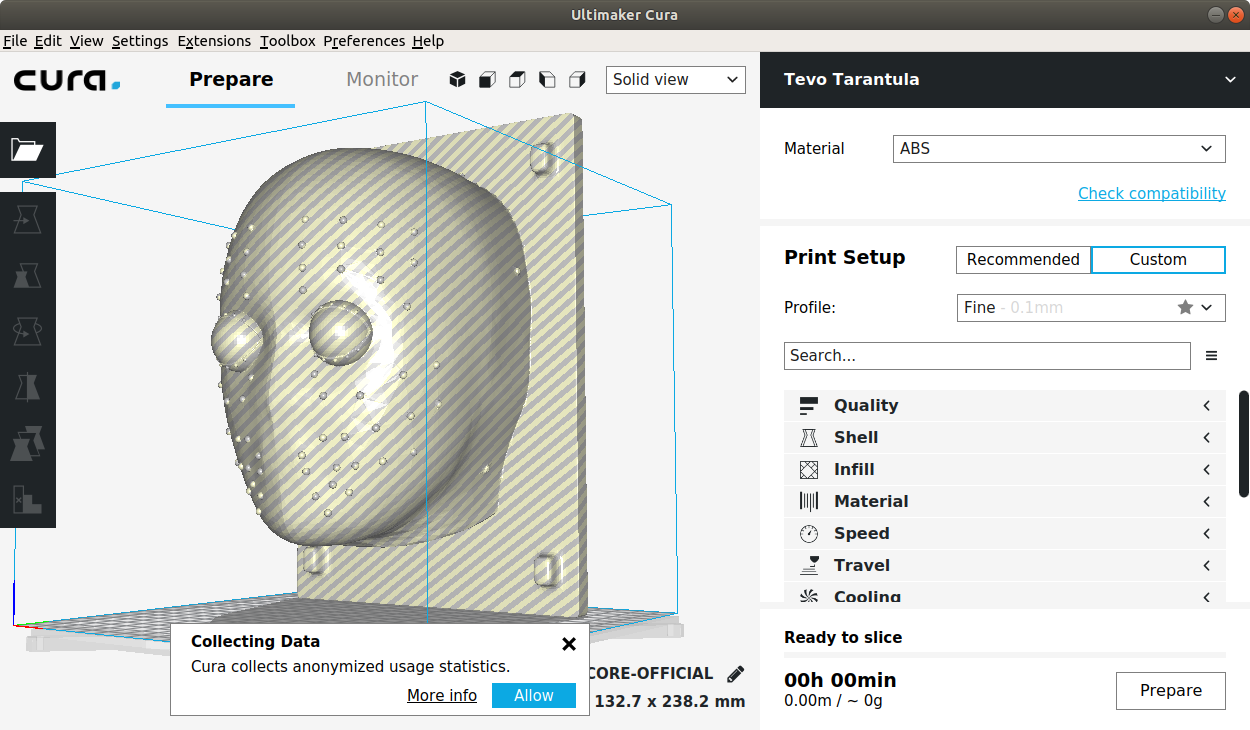 Ultimaker Cura
File Edit View Settings Extensions Toolbox Preferences Help
cura.
Prepare
Monitor
Solid view
Tevo Tarantula
Material
ABS
Check compatibility
Print Setup
Recommended
Custom
Profile:
Fine - 0.1mm
Search...
Quality
Shell
Infill
Material
Speed
Travel
Cooling
Collecting Data
Cura collects anonymized usage statistics.
More info
Allow
CORE-OFFICIAL
132.7 x 238.2 mm
Ready to slice
00h 00min
0.00m / ~ 0g
Prepare